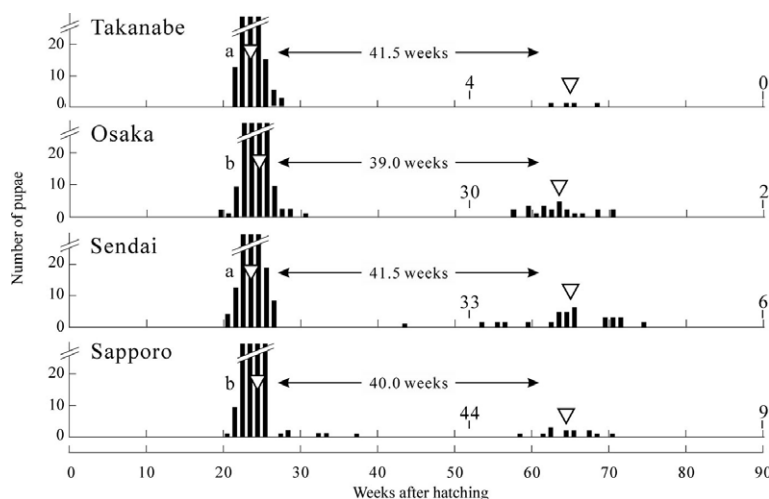 Takanabe
20
10
0
a
41.5 weeks
4
0
Osaka
20
10
0
b
39.0 weeks
30
2
Sendai
20
10
0
a
41.5 weeks
33
6
Sapporo
20
10
0
b
40.0 weeks
44
9
0 10 20 30 40 50 60 70 80 90
Weeks after hatching
Number of pupae